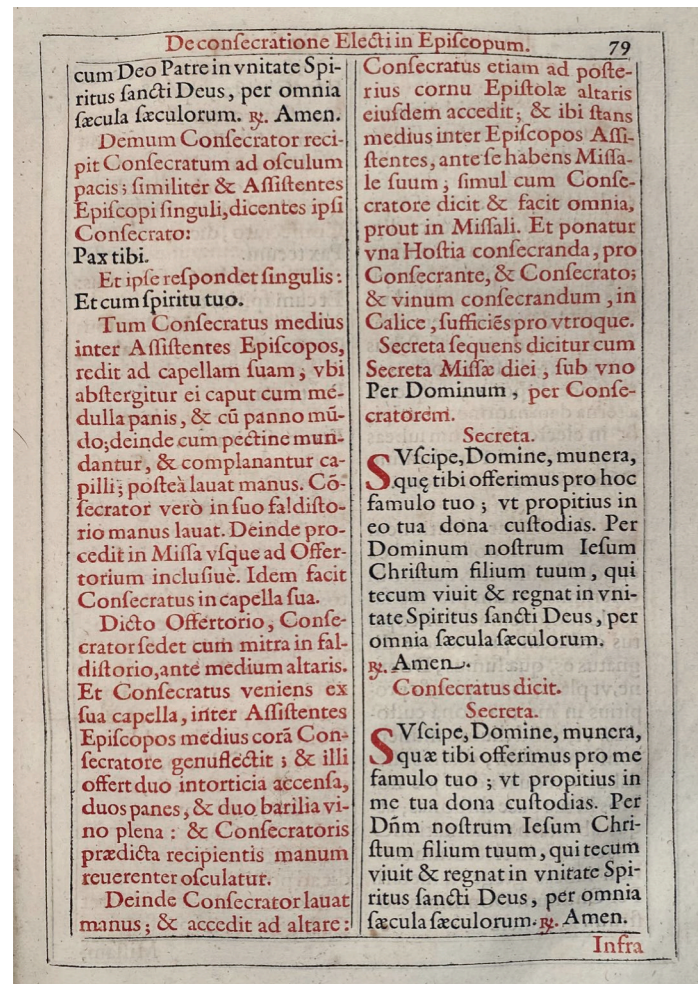 De conſecratione Electi in Epiſcopum.
79
cum Deo Patre in vnitate Spi-
ritus ſancti Deus, per omnia
ſæcula ſæculorum. ℟. Amen.
Demum Conſecrator reci-
pit Conſecratum ad oſculum
pacis; ſimiliter & Aſſiſtentes
Epiſcopi ſinguli, dicentes ipſi
Conſecrato:
Pax tibi.
Et ipſe reſpondet ſingulis:
Et cum ſpiritu tuo.
Tum Conſecratus medius
inter Aſſiſtentes Epiſcopos,
redit ad capellam ſuam; vbi
abſtergitur ei caput cum mé-
dulla panis, & cū panno mū-
do; deinde cum pectine mun-
dantur, & complanantur ca-
pilli; poſteà lauat manus. Cō-
ſecrator verò in ſuo faldiſto-
rio manus lauat. Deinde pro-
cedit in Miſſa vſque ad Offer-
torium incluſiuè. Idem facit
Conſecratus in capella ſua.
Dicto Offertorio, Conſe-
crator ſedet cum mitra in fal-
diſtorio, ante medium altaris.
Et Conſecratus veniens ex
ſua capella, inter Aſſiſtentes
Epiſcopos medius corā Con-
ſecratore genuflectit; & illi
offert duo intorticia accenſa,
duos panes, & duo barilia vi-
no plena: & Conſecratoris
prædicta recipientis manum
reuerenter oſculatur.
Deinde Conſecrator lauat
manus; & accedit ad altare:
Conſecratus etiam ad poſte-
rius cornu Epiſtolæ altaris
eiuſdem accedit; & ibi ſtans
medius inter Epiſcopos Aſſi-
ſtentes, ante ſe habens Miſſa-
le ſuum; ſimul cum Conſe-
cratore dicit & facit omnia,
prout in Miſſali. Et ponatur
vna Hoſtia conſecranda, pro
Conſecrante, & Conſecrato;
& vinum conſecrandum, in
Calice, ſufficiēs pro vtroque.
Secreta ſequens dicitur cum
Secreta Miſſæ diei, ſub vno
Per Dominum, per Conſe-
cratorem.
Secreta.
SVſcipe, Domine, munera,
quę tibi offerimus pro hoc
famulo tuo; vt propitius in
eo tua dona cuſtodias. Per
Dominum noſtrum Ieſum
Chriſtum filium tuum, qui
tecum viuit & regnat in vni-
tate Spiritus ſancti Deus, per
omnia ſæcula ſæculorum.
℟. Amen.
Conſecratus dicit.
Secreta.
SVſcipe, Domine, munera,
quæ tibi offerimus pro me
famulo tuo; vt propitius in
me tua dona cuſtodias. Per
Dñm noſtrum Ieſum Chri-
ſtum filium tuum, qui tecum
viuit & regnat in vnitate Spi-
ritus ſancti Deus, per omnia
ſæcula ſæculorum. ℟. Amen.
Infra